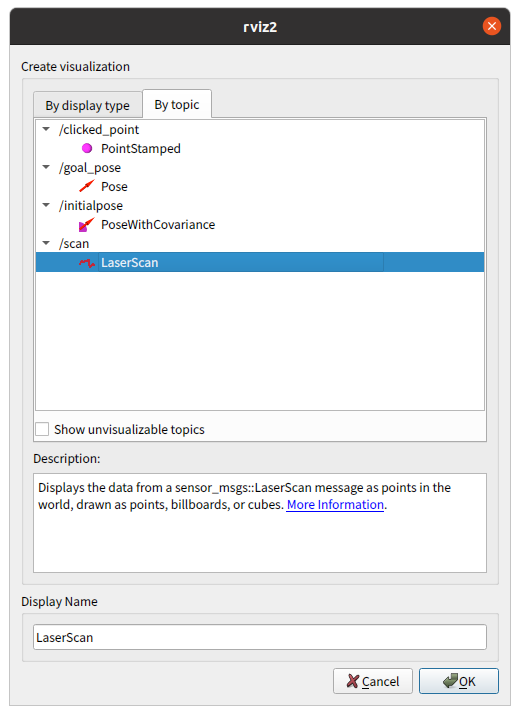 rviz2
Create visualization
By display type
By topic
/clicked_point
PointStamped
/goal_pose
Pose
/initialpose
PoseWithCovariance
/scan
LaserScan
Show unvisualizable topics
Description:
Displays the data from a sensor_msgs::LaserScan message as points in the
world, drawn as points, billboards, or cubes. More Information.
Display Name
LaserScan
Cancel
OK